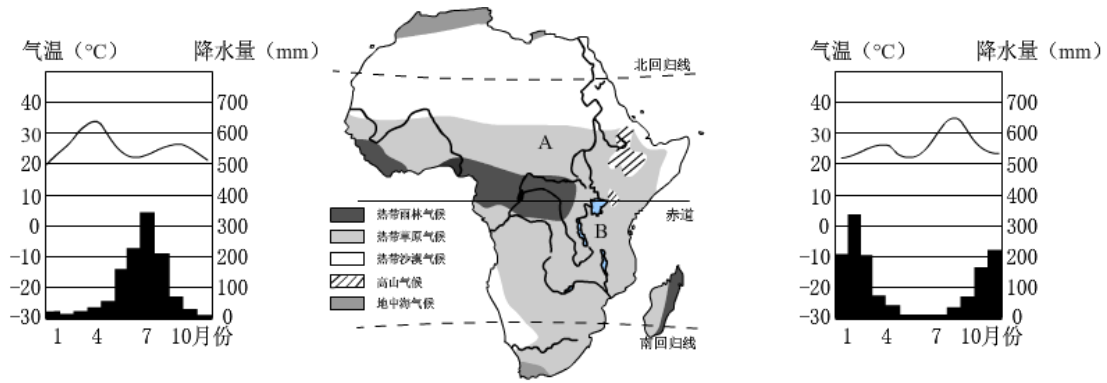 气温（℃） 降水量（mm）
40 700
30 600
20 500
10 400
0 300
-10 200
-20 100
-30 0
1 4 7 10月份
北回归线
A
赤道
B
南回归线
热带雨林气候
热带草原气候
热带沙漠气候
高山气候
地中海气候
气温（℃） 降水量（mm）
40 700
30 600
20 500
10 400
0 300
-10 200
-20 100
-30 0
1 4 7 10月份